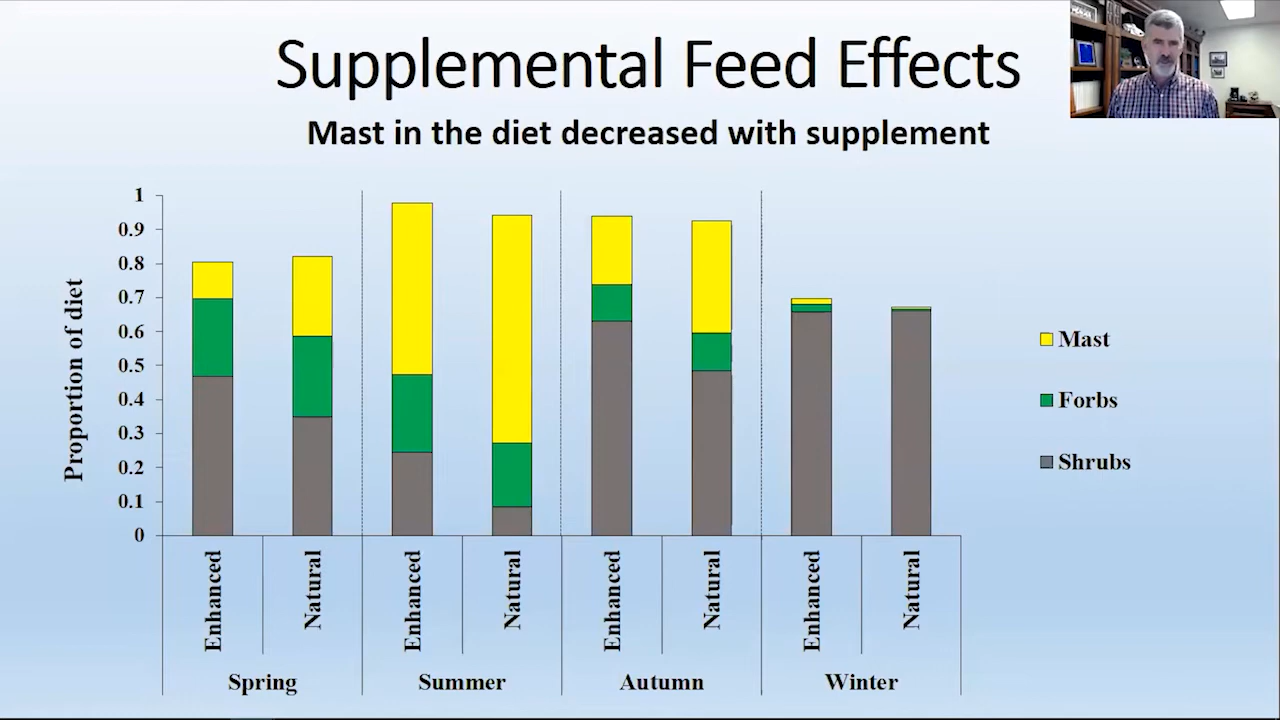 Supplemental Feed Effects
Mast in the diet decreased with supplement
Proportion of diet
1
0.9
0.8
0.7
0.6
0.5
0.4
0.3
0.2
0.1
0
Enhanced
Natural
Enhanced
Natural
Enhanced
Natural
Enhanced
Natural
Spring
Summer
Autumn
Winter
Mast
Forbs
Shrubs